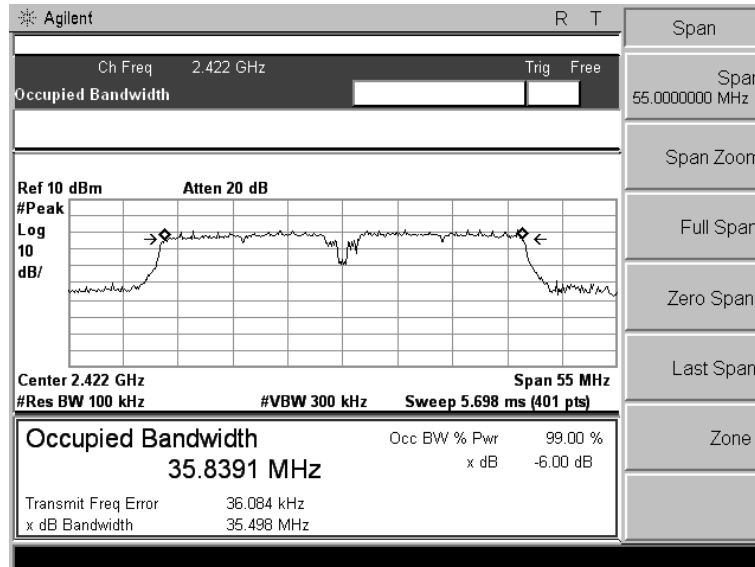 Agilent R T
Ch Freq 2.422 GHz Trig Free
Occupied Bandwidth
Ref 10 dBm Atten 20 dB
#Peak
Log
10
dB/
Center 2.422 GHz Span 55 MHz
#Res BW 100 kHz #VBW 300 kHz Sweep 5.698 ms (401 pts)
Occupied Bandwidth
35.8391 MHz
Occ BW % Pwr 99.00 %
x dB -6.00 dB
Transmit Freq Error 36.084 kHz
x dB Bandwidth 35.498 MHz
Span
Span
55.0000000 MHz
Span Zoom
Full Span
Zero Span
Last Span
Zone